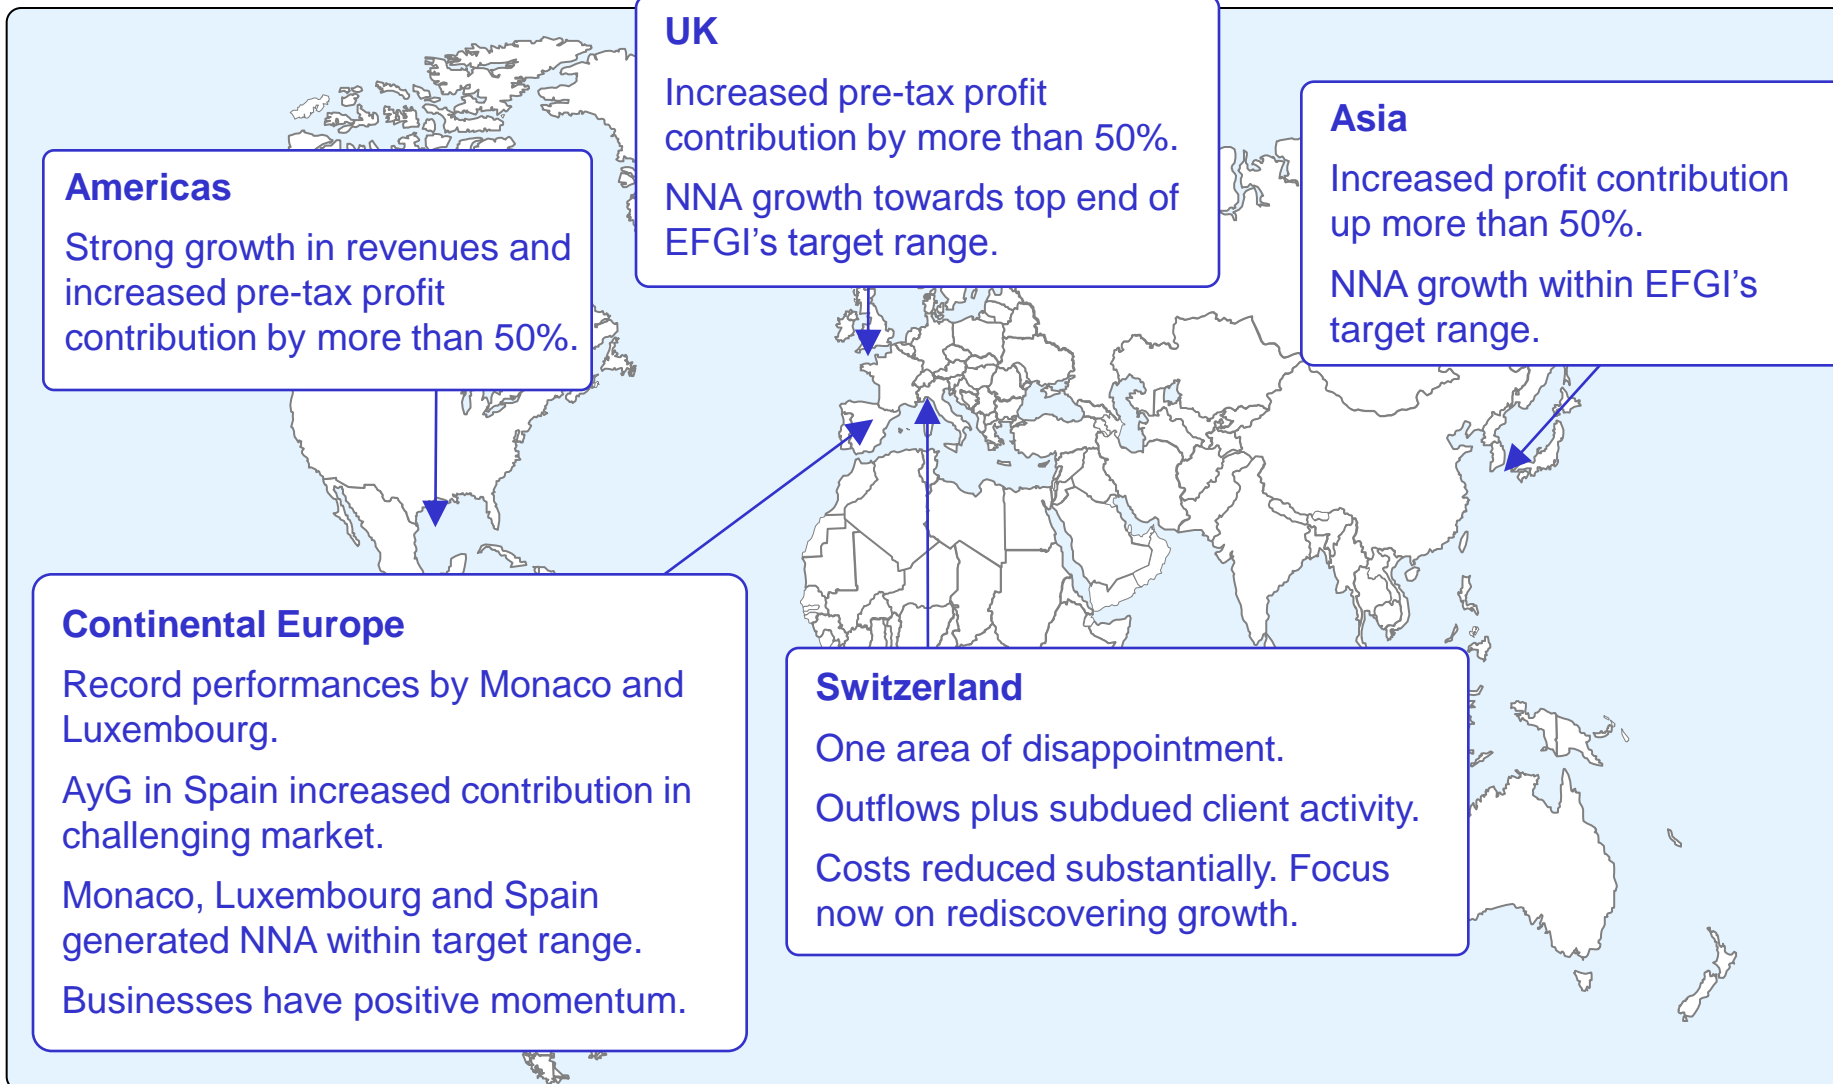 UK
Increased pre-tax profit
contribution by more than 50%.
NNA growth towards top end of
EFGI’s target range.
Asia
Increased profit contribution
up more than 50%.
NNA growth within EFGI’s
target range.
Americas
Strong growth in revenues and
increased pre-tax profit
contribution by more than 50%.
Continental Europe
Record performances by Monaco and
Luxembourg.
AyG in Spain increased contribution in
challenging market.
Monaco, Luxembourg and Spain
generated NNA within target range.
Businesses have positive momentum.
Switzerland
One area of disappointment.
Outflows plus subdued client activity.
Costs reduced substantially. Focus
now on rediscovering growth.